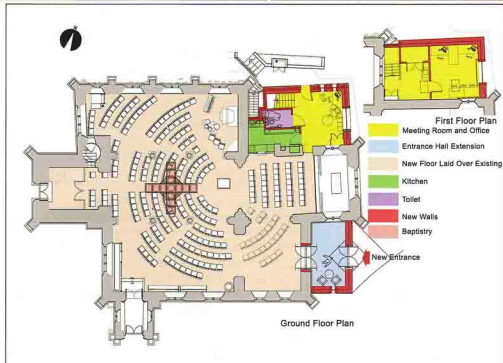 First Floor Plan
Meeting Room and Office
Entrance Hall Extension
New Floor Laid Over Existing
Kitchen
Toilet
New Walls
Baptistry
New Entrance
Ground Floor Plan